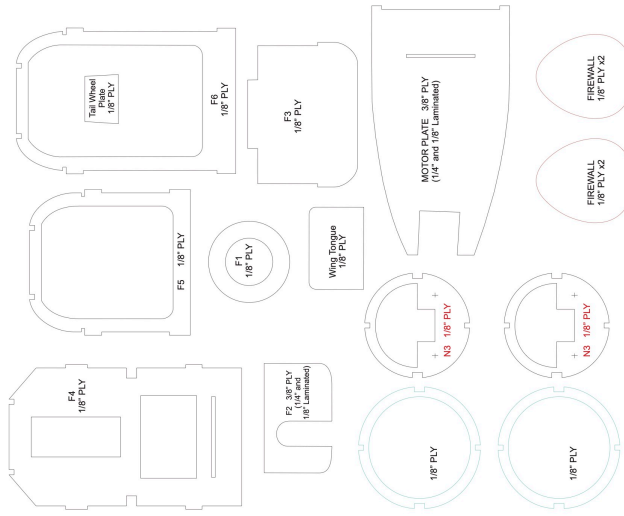 Tail Wheel
Plate
1/8" PLY
F6
1/8" PLY
F3
1/8" PLY
MOTOR PLATE 3/8" PLY
(1/4" and 1/8" Laminated)
FIREWALL
1/8" PLY x2
FIREWALL
1/8" PLY x2
F5 1/8" PLY
F1
1/8" PLY
Wing Tongue
1/8" PLY
N3 1/8" PLY
N3 1/8" PLY
F4
1/8" PLY
F2 3/8" PLY
(1/4" and
1/8" Laminated)
1/8" PLY
1/8" PLY